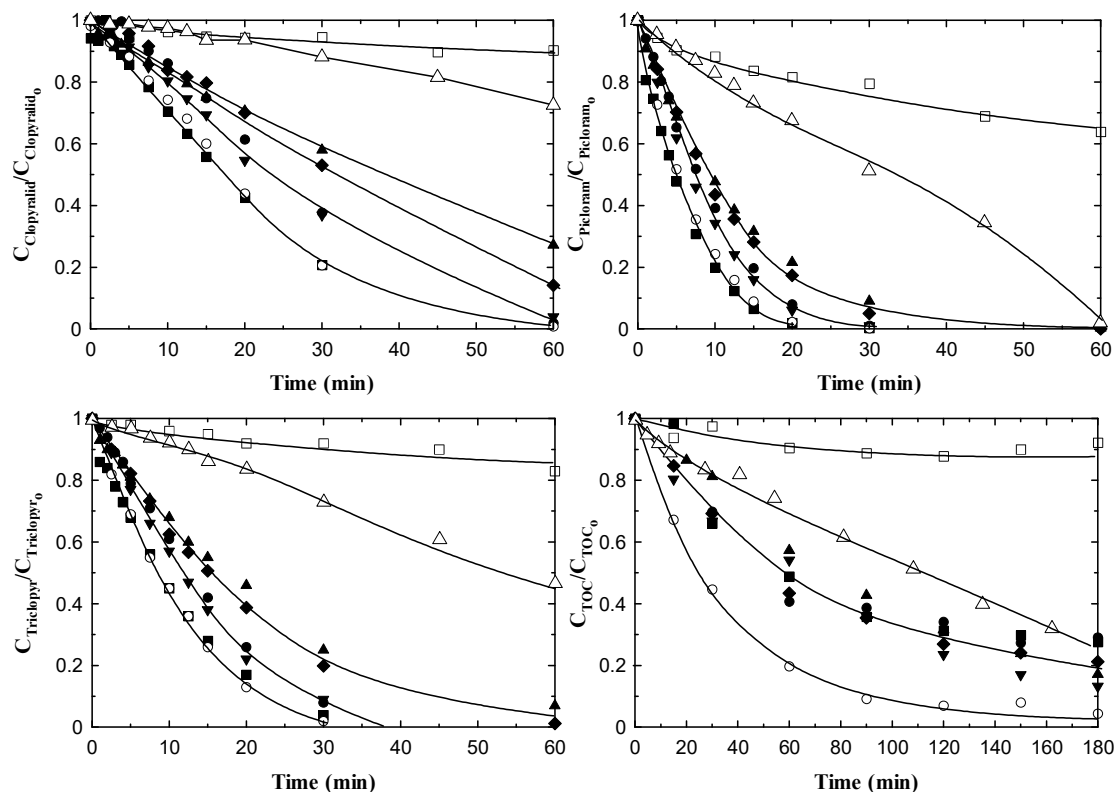 1
0.8
0.6
0.4
0.2
0
C_Clopyralid/C_Clopyralid_o
0 10 20 30 40 50 60
Time (min)
1
0.8
0.6
0.4
0.2
0
C_Picloram/C_Picloram_o
0 10 20 30 40 50 60
Time (min)
1
0.8
0.6
0.4
0.2
0
C_Triclopyr/C_Triclopyr_o
0 10 20 30 40 50 60
Time (min)
1
0.8
0.6
0.4
0.2
0
C_TOC/C_TOC_o
0 20 40 60 80 100 120 140 160 180
Time (min)